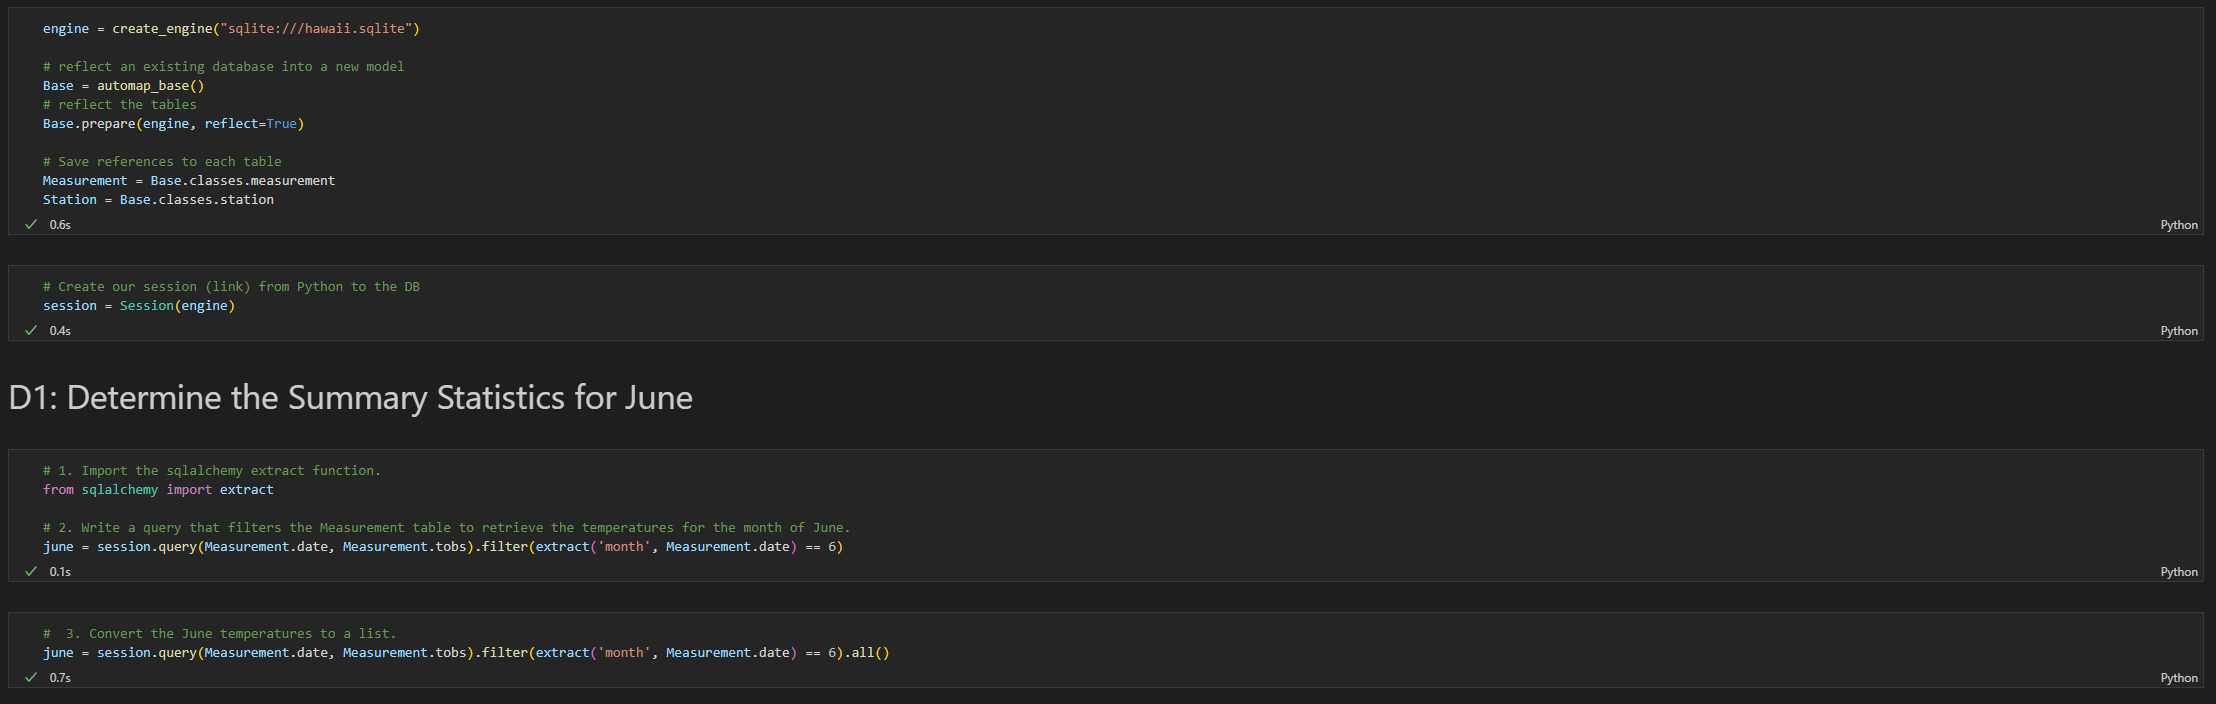 engine = create_engine("sqlite:///hawaii.sqlite")
# reflect an existing database into a new model
Base = automap_base()
# reflect the tables
Base.prepare(engine, reflect=True)
# Save references to each table
Measurement = Base.classes.measurement
Station = Base.classes.station
0.6s
Python
# Create our session (link) from Python to the DB
session = Session(engine)
0.4s
Python
D1: Determine the Summary Statistics for June
# 1. Import the sqlalchemy extract function.
from sqlalchemy import extract
# 2. Write a query that filters the Measurement table to retrieve the temperatures for the month of June.
june = session.query(Measurement.date, Measurement.tobs).filter(extract('month', Measurement.date) == 6)
0.1s
Python
#  3. Convert the June temperatures to a list.
june = session.query(Measurement.date, Measurement.tobs).filter(extract('month', Measurement.date) == 6).all()
0.7s
Python